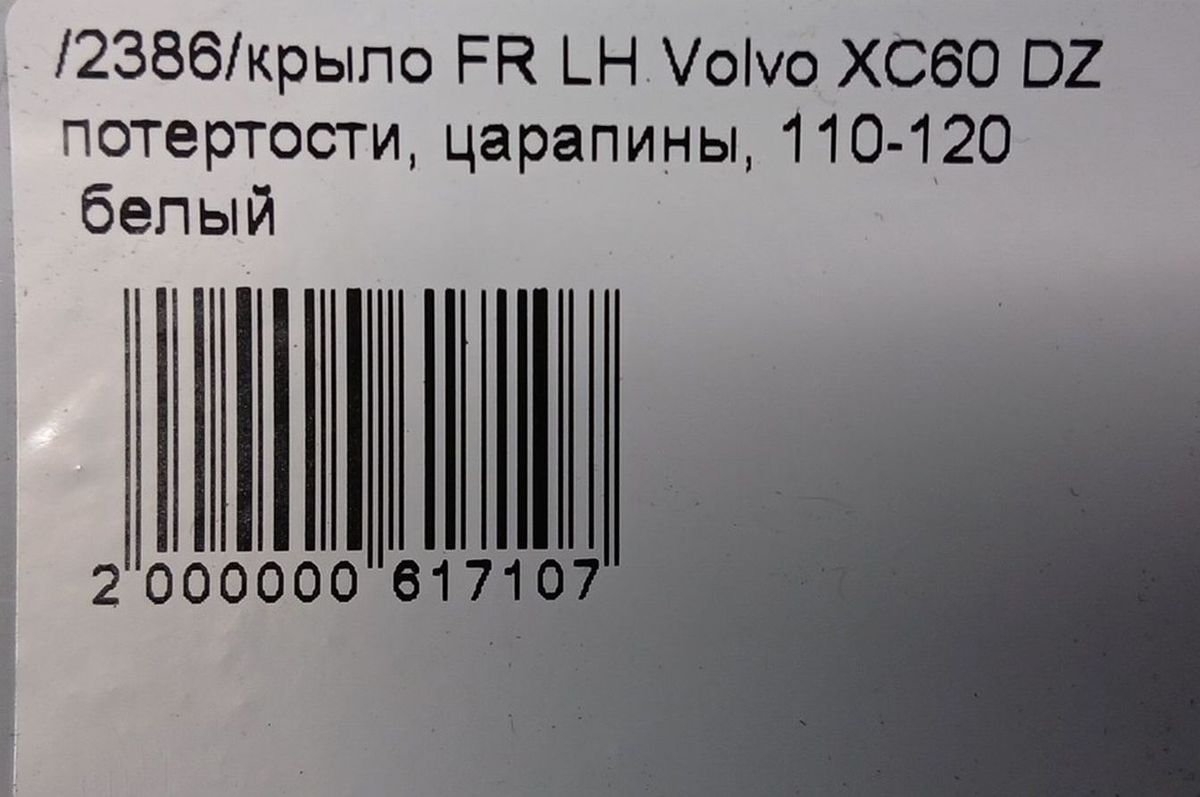 /2386/крыло FR LH Volvo XC60 DZ
потертости, царапины, 110-120
белый
2 000000 617107